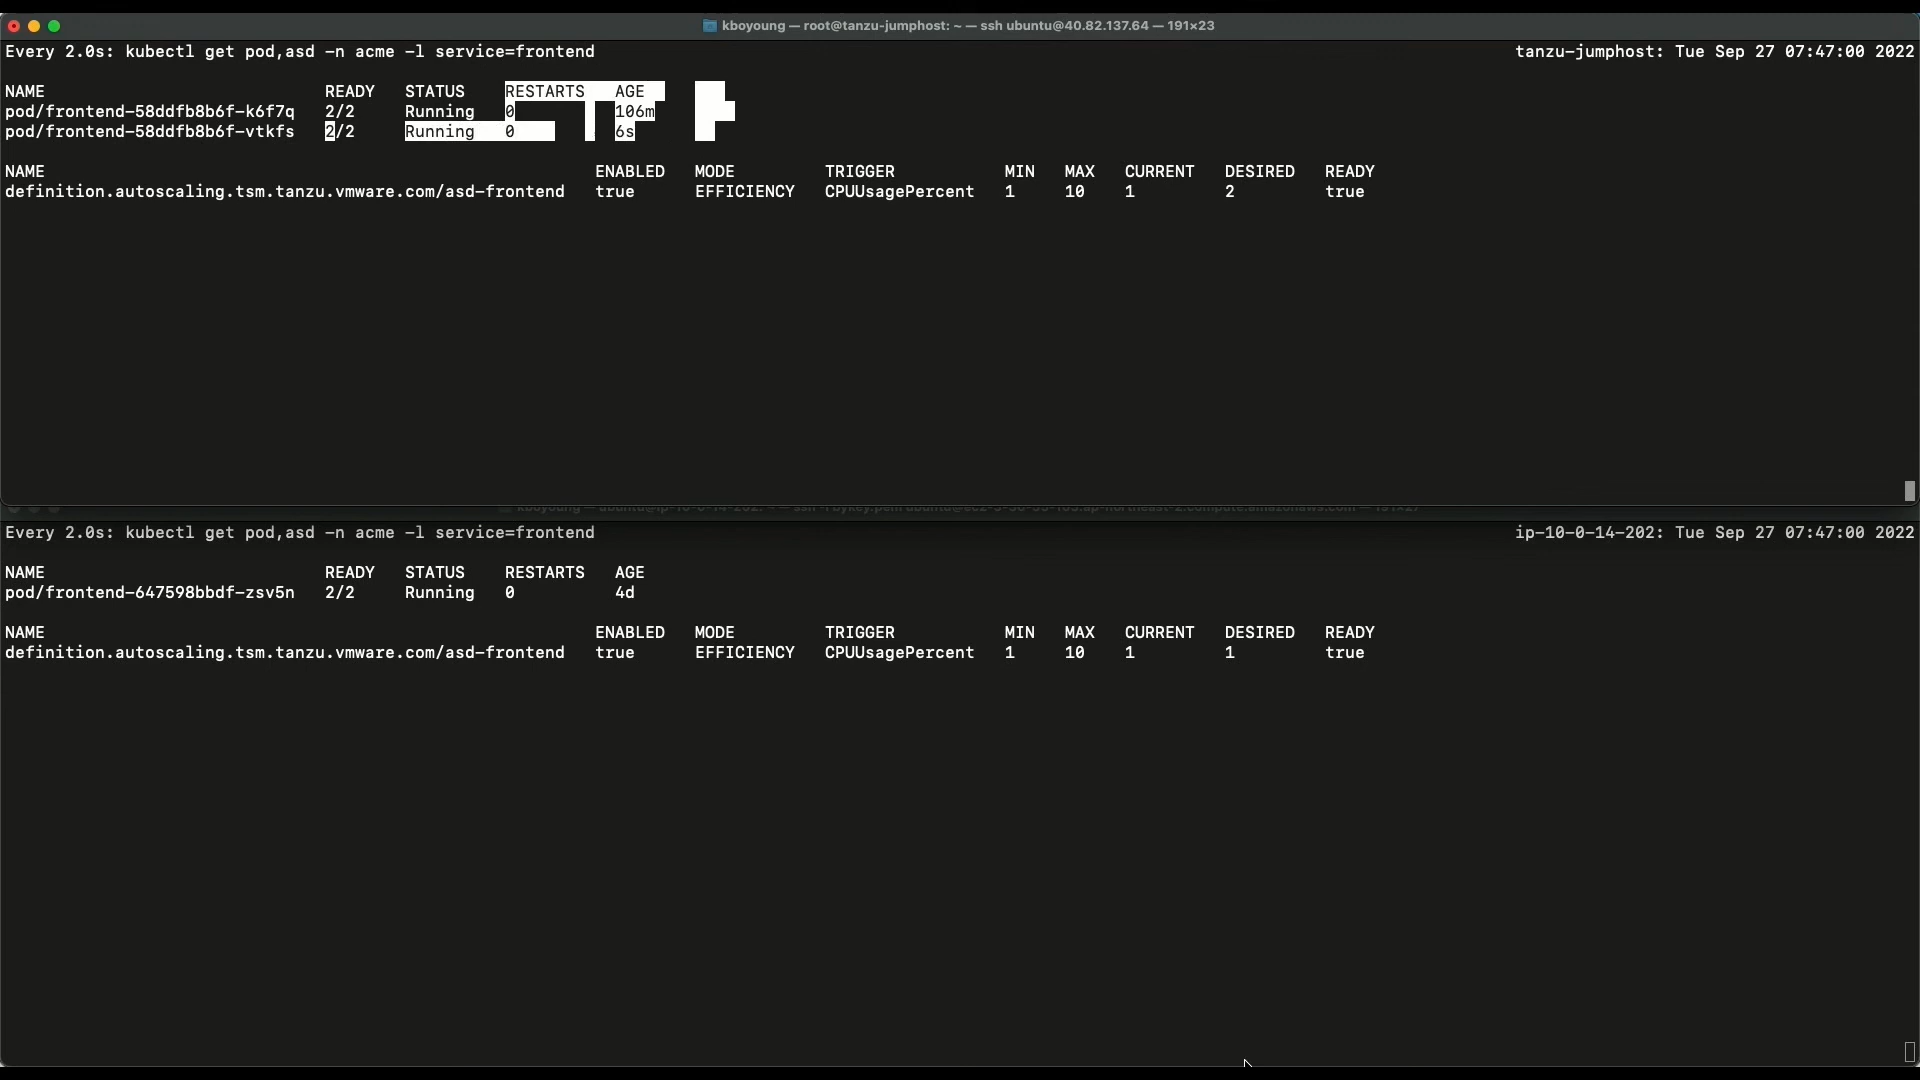 kboyoung — root@tanzu-jumphost: ~ — ssh ubuntu@40.82.137.64 — 191×23
Every 2.0s: kubectl get pod,asd -n acme -l service=frontend tanzu-jumphost: Tue Sep 27 07:47:00 2022
NAME READY STATUS RESTARTS AGE
pod/frontend-58ddfb8b6f-k6f7q 2/2 Running 0 106m
pod/frontend-58ddfb8b6f-vtkfs 2/2 Running 0 6s
NAME ENABLED MODE TRIGGER MIN MAX CURRENT DESIRED READY
definition.autoscaling.tsm.tanzu.vmware.com/asd-frontend true EFFICIENCY CPUUsagePercent 1 10 1 2 true
Every 2.0s: kubectl get pod,asd -n acme -l service=frontend ip-10-0-14-202: Tue Sep 27 07:47:00 2022
NAME READY STATUS RESTARTS AGE
pod/frontend-647598bbdf-zsv5n 2/2 Running 0 4d
NAME ENABLED MODE TRIGGER MIN MAX CURRENT DESIRED READY
definition.autoscaling.tsm.tanzu.vmware.com/asd-frontend true EFFICIENCY CPUUsagePercent 1 10 1 1 true